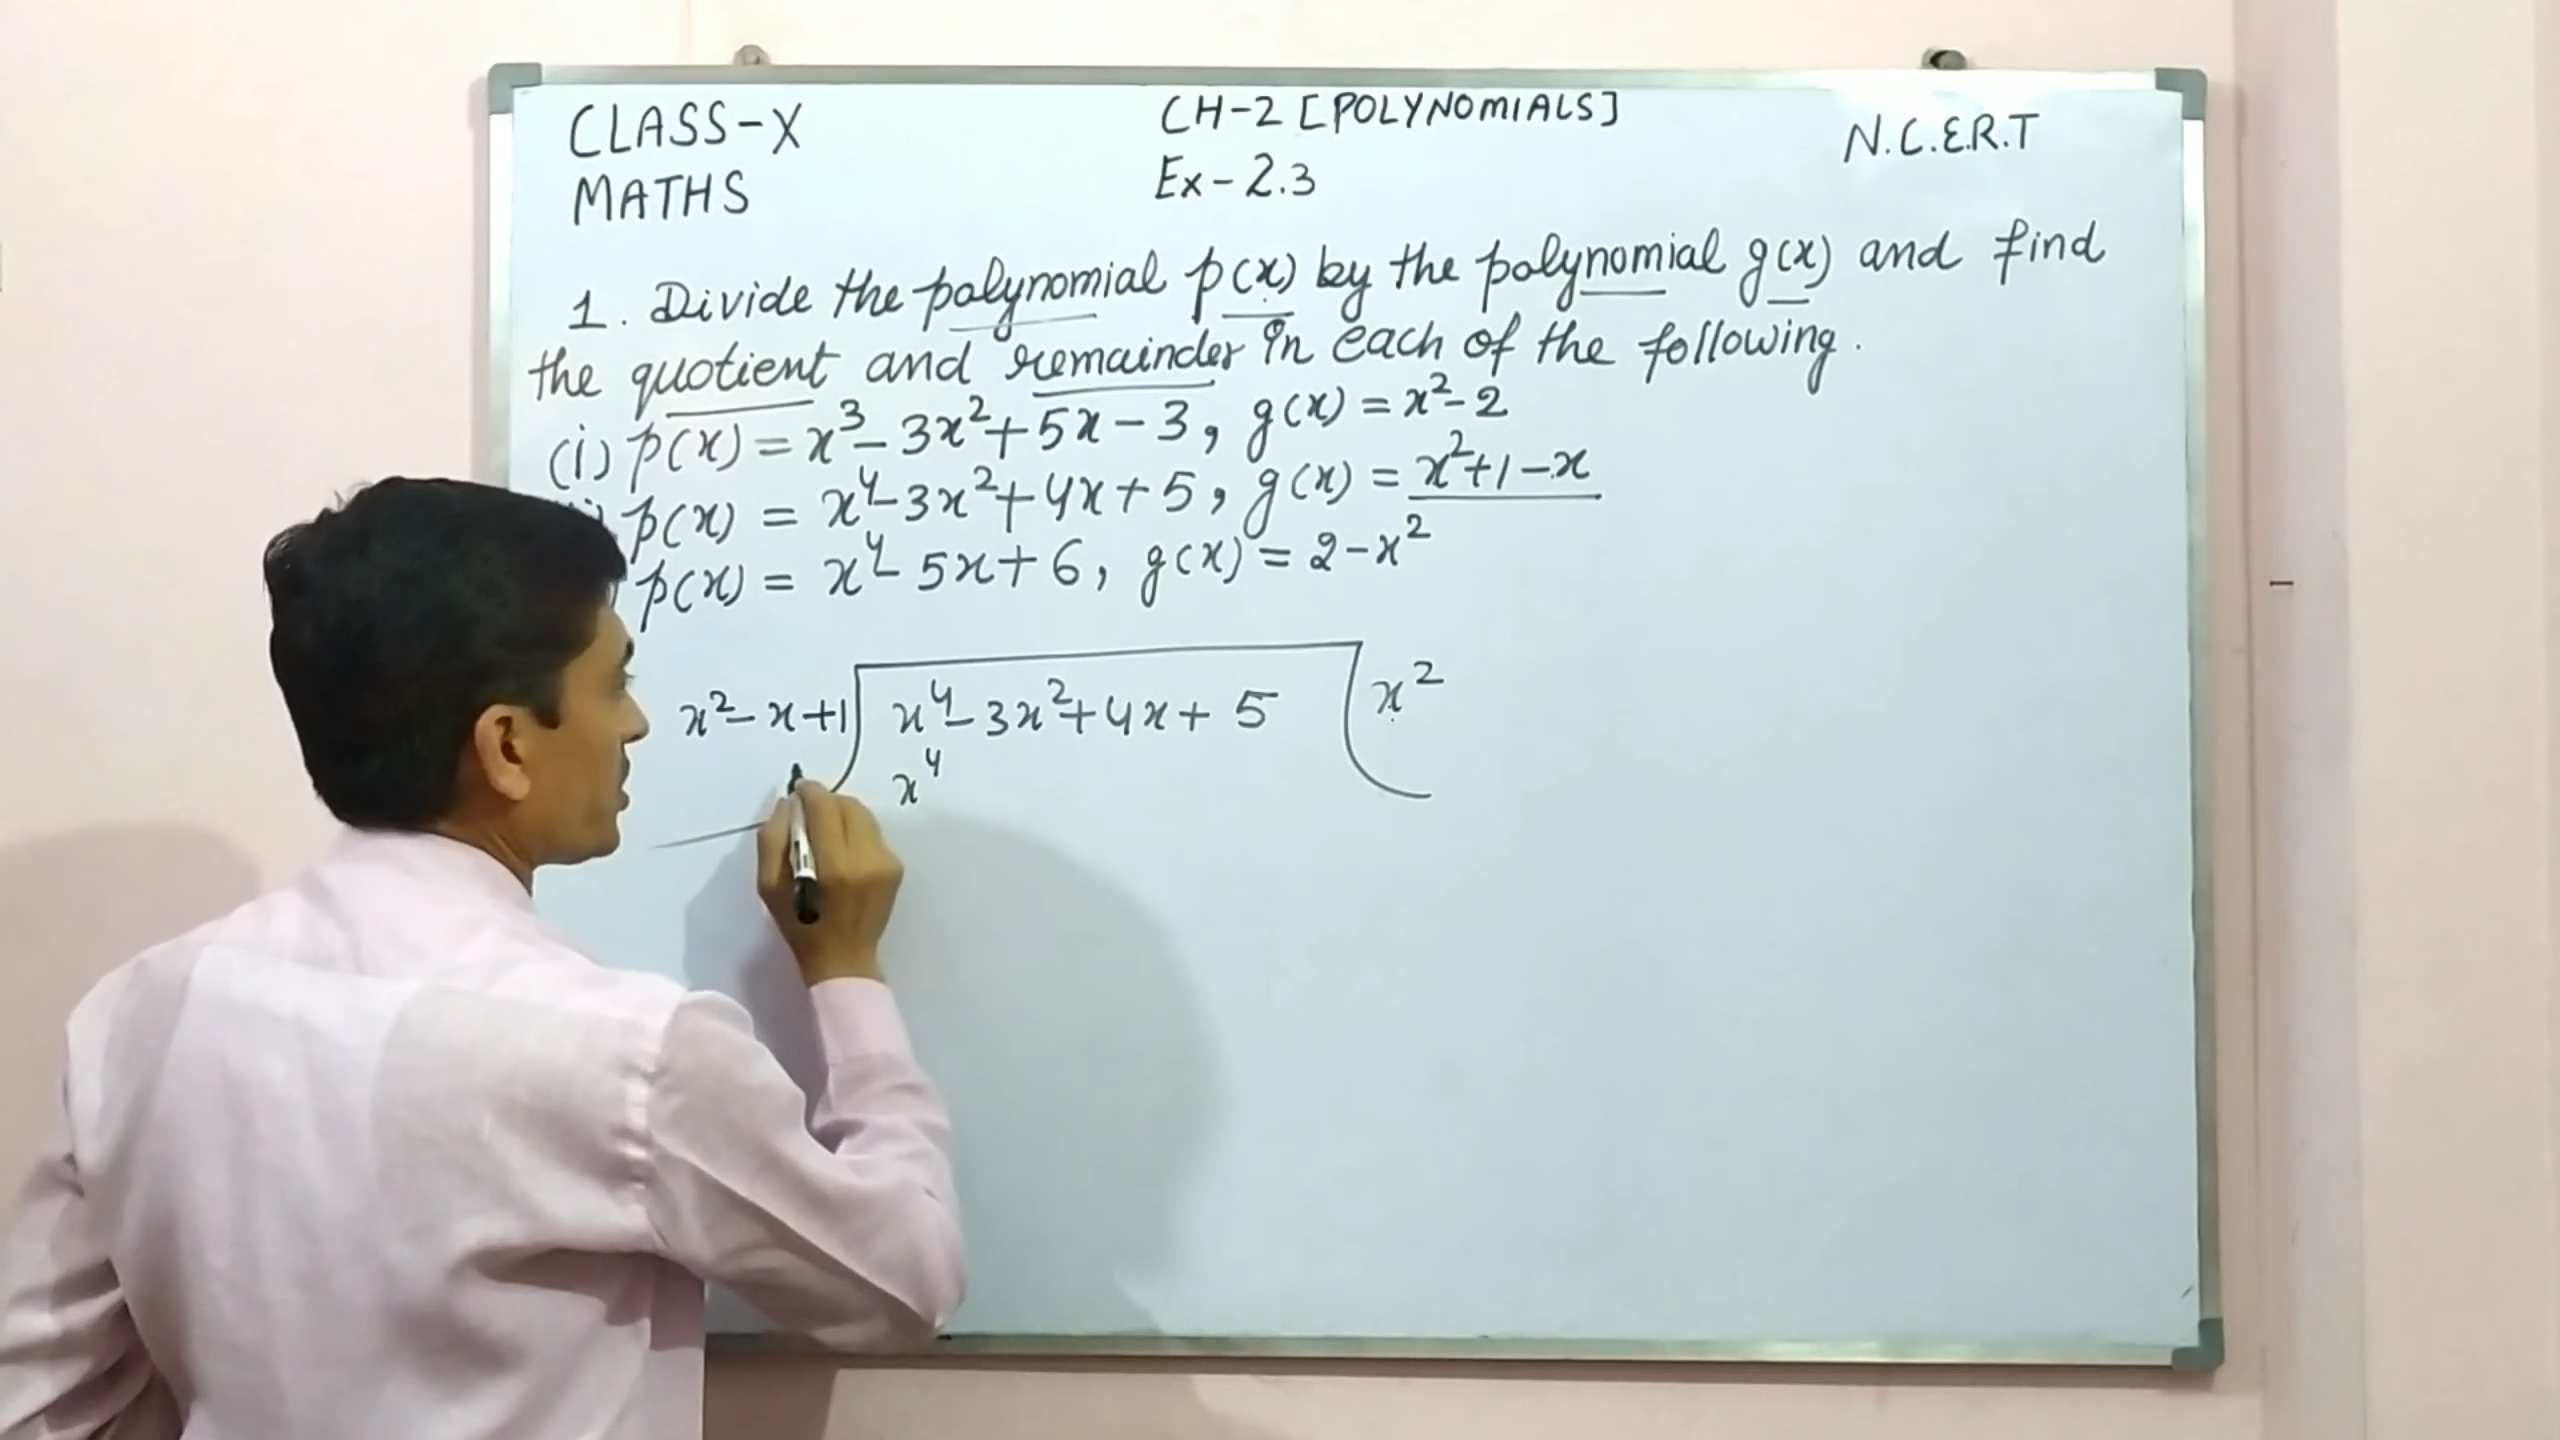 CLASS-X
MATHS
CH-2 [POLYNOMIALS]
Ex-2.3
N.C.E.R.T
1. Divide the polynomial p(x) by the polynomial g(x) and find
the quotient and remainder in each of the following.
(i) p(x) = x³ - 3x² + 5x - 3, g(x) = x² - 2
p(x) = x⁴ - 3x² + 4x + 5, g(x) = x² + 1 - x
p(x) = x⁴ - 5x + 6, g(x) = 2 - x²
x² - x + 1 x⁴ - 3x² + 4x + 5 x²
x⁴